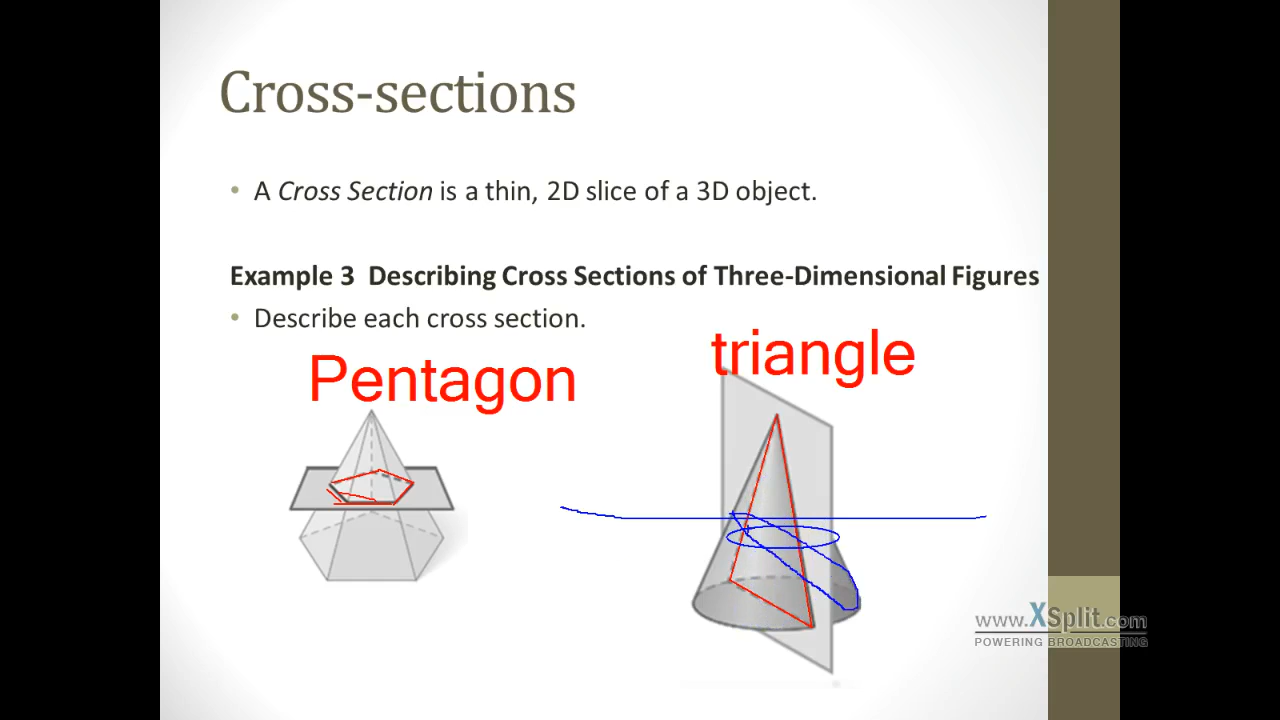 Cross-sections
• A Cross Section is a thin, 2D slice of a 3D object.
Example 3 Describing Cross Sections of Three-Dimensional Figures
• Describe each cross section.
Pentagon
triangle
www.XSplit.com
POWERING BROADCASTING